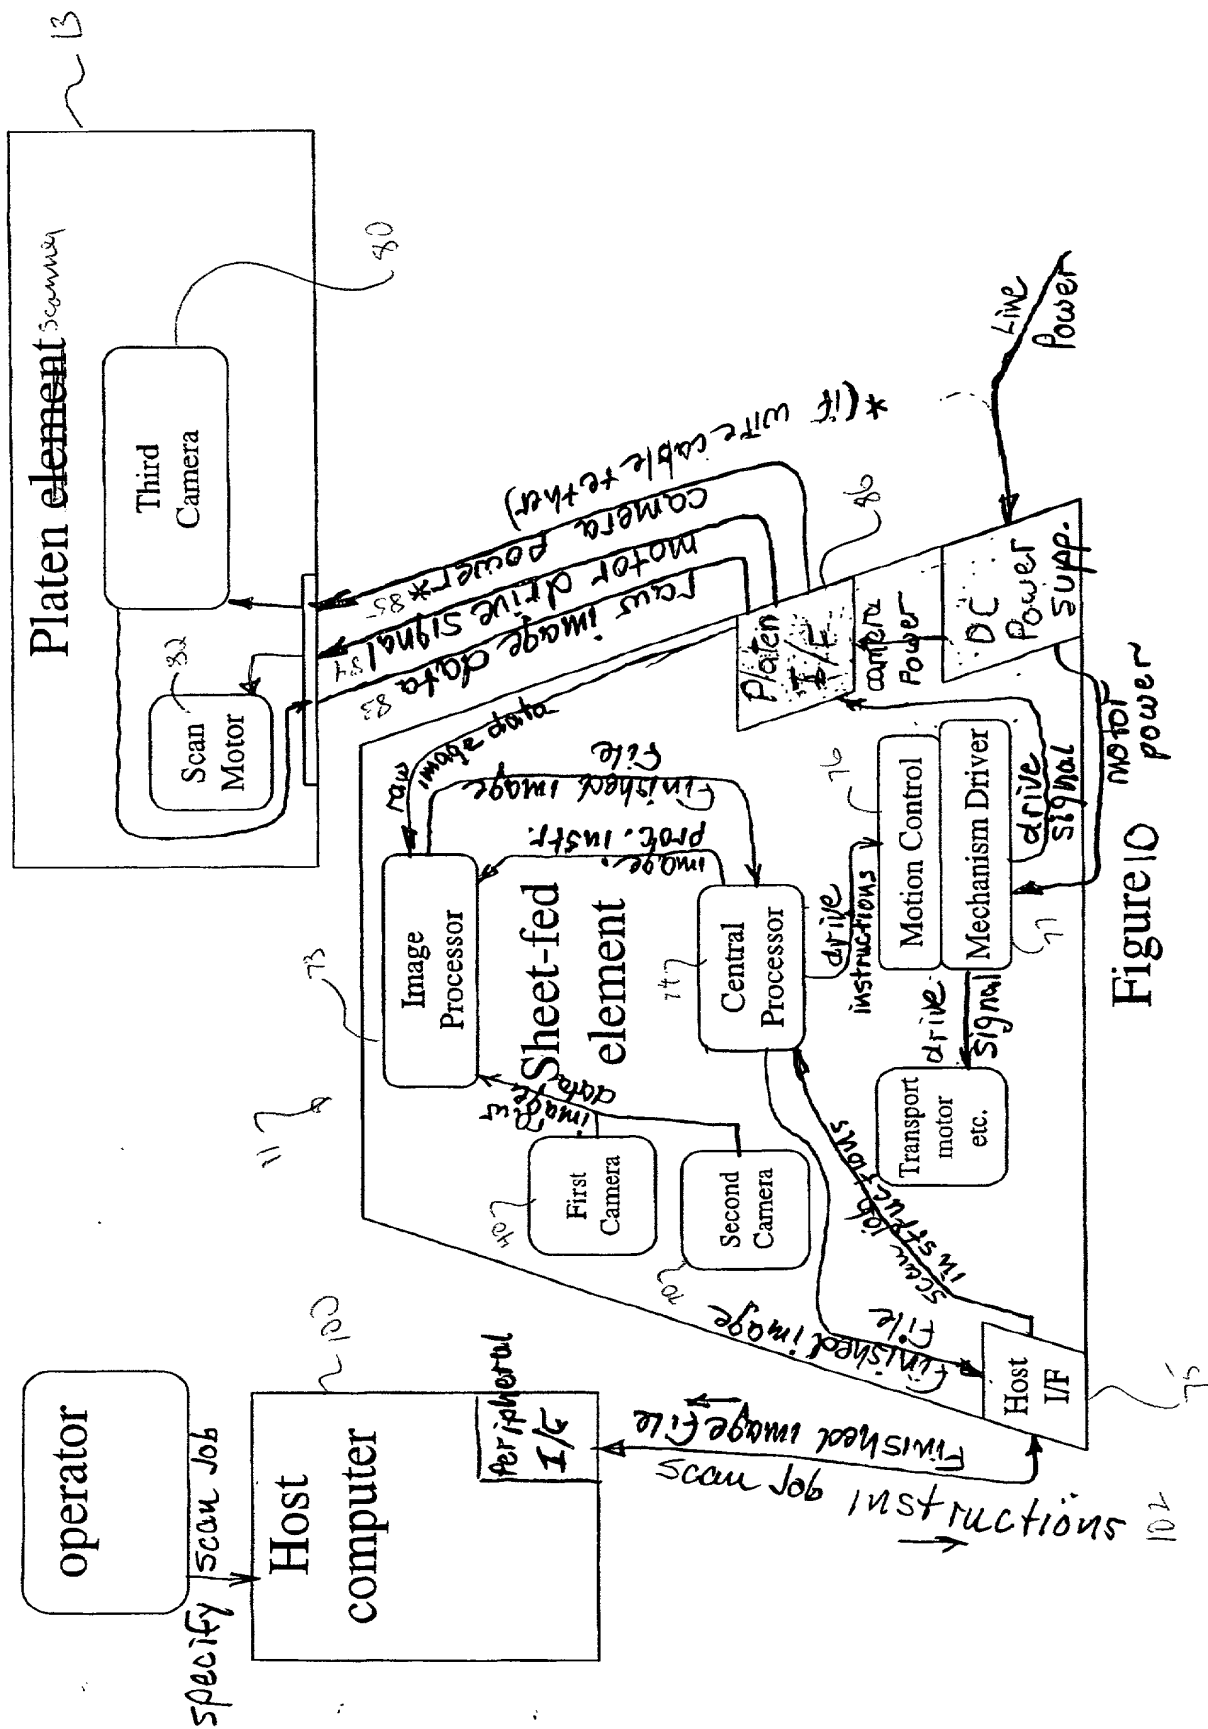 operator
specify scan Job
Host
computer
100
Peripheral
I/F
Finished image file
scan Job
instructions
102
Platen element scanner
13
Third
Camera
80
Scan
Motor
82
raw image data
83
motor drive signal
84
camera power*
85
*(if wire cable tether)
11
Sheet-fed
element
Image
Processor
73
raw
image data
Finished image
File
image
proc. instr.
raw
image
data
First
Camera
40
Second
Camera
70
Central
Processor
74
drive
instructions
Motion Control
76
Mechanism Driver
77
drive
signal
Transport
motor
etc.
drive
signal
Platen
I/F
86
camera
Power
DC
Power
Supp.
Line
Power
motor
power
scan job
instructions
Finished image
File
Host
I/F
75
Figure 10